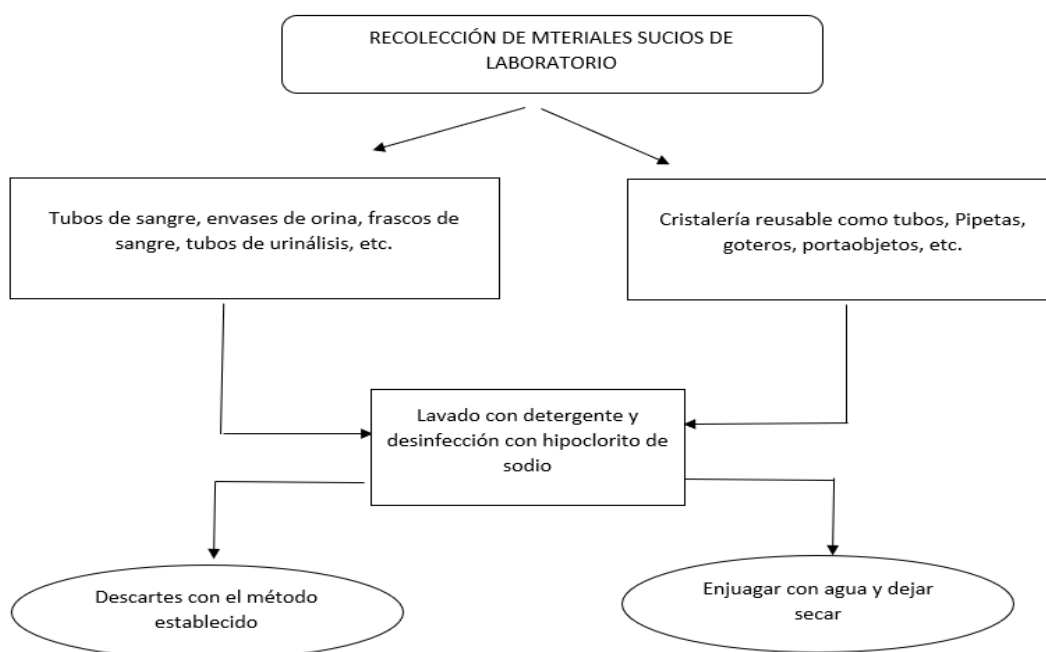 RECOLECCIÓN DE MTERIALES SUCIOS DE
LABORATORIO
Tubos de sangre, envases de orina, frascos de
sangre, tubos de urinálisis, etc.
Cristalería reusable como tubos, Pipetas,
goteros, portaobjetos, etc.
Lavado con detergente y
desinfección con hipoclorito de
sodio
Descartes con el método
establecido
Enjuagar con agua y dejar
secar